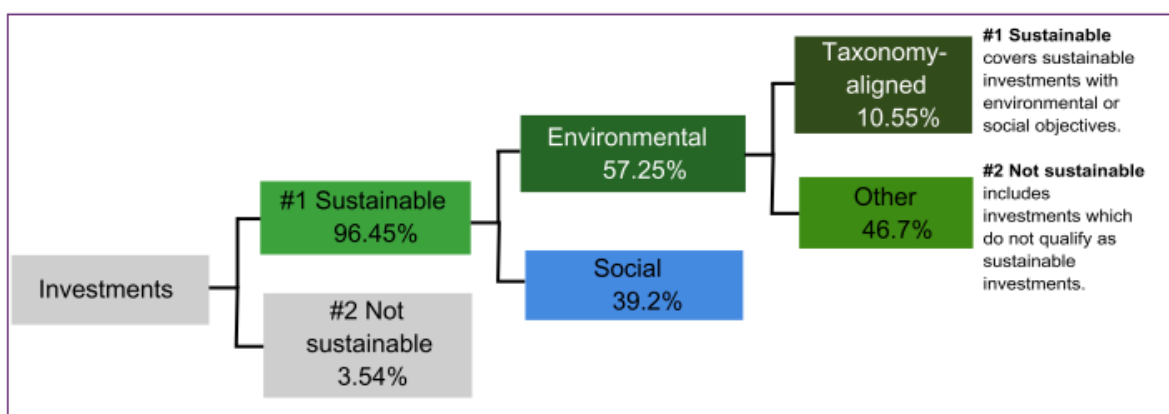 Investments
#1 Sustainable
96.45%
#2 Not
sustainable
3.54%
Environmental
57.25%
Social
39.2%
Taxonomy-
aligned
10.55%
Other
46.7%
#1 Sustainable
covers sustainable
investments with
environmental or
social objectives.
#2 Not sustainable
includes
investments which
do not qualify as
sustainable
investments.